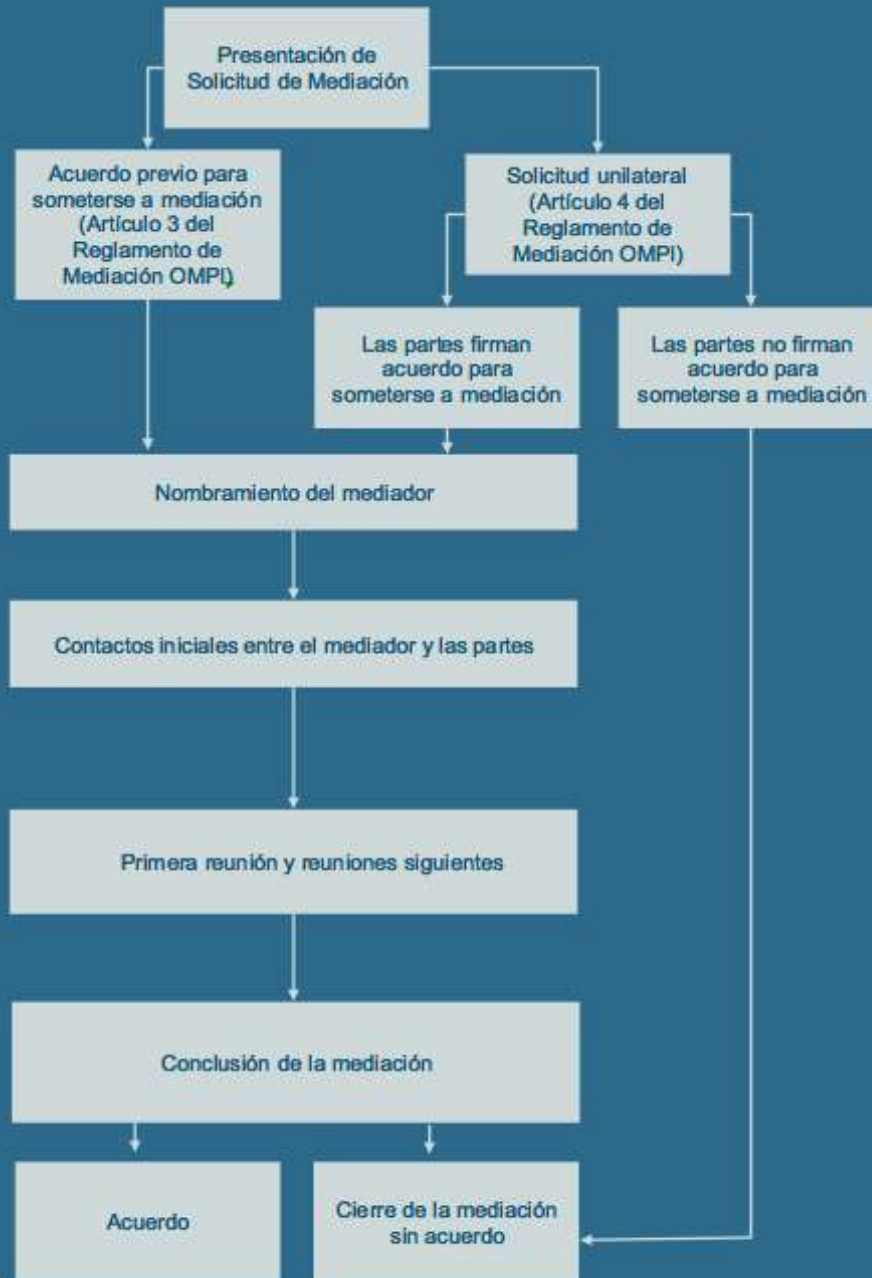 Presentación de
Solicitud de Mediación
Acuerdo previo para
someterse a mediación
(Artículo 3 del
Reglamento de
Mediación OMPI)
Solicitud unilateral
(Artículo 4 del
Reglamento de
Mediación OMPI)
Las partes firman
acuerdo para
someterse a mediación
Las partes no firman
acuerdo para
someterse a mediación
Nombramiento del mediador
Contactos iniciales entre el mediador y las partes
Primera reunión y reuniones siguientes
Conclusión de la mediación
Acuerdo
Cierre de la mediación
sin acuerdo